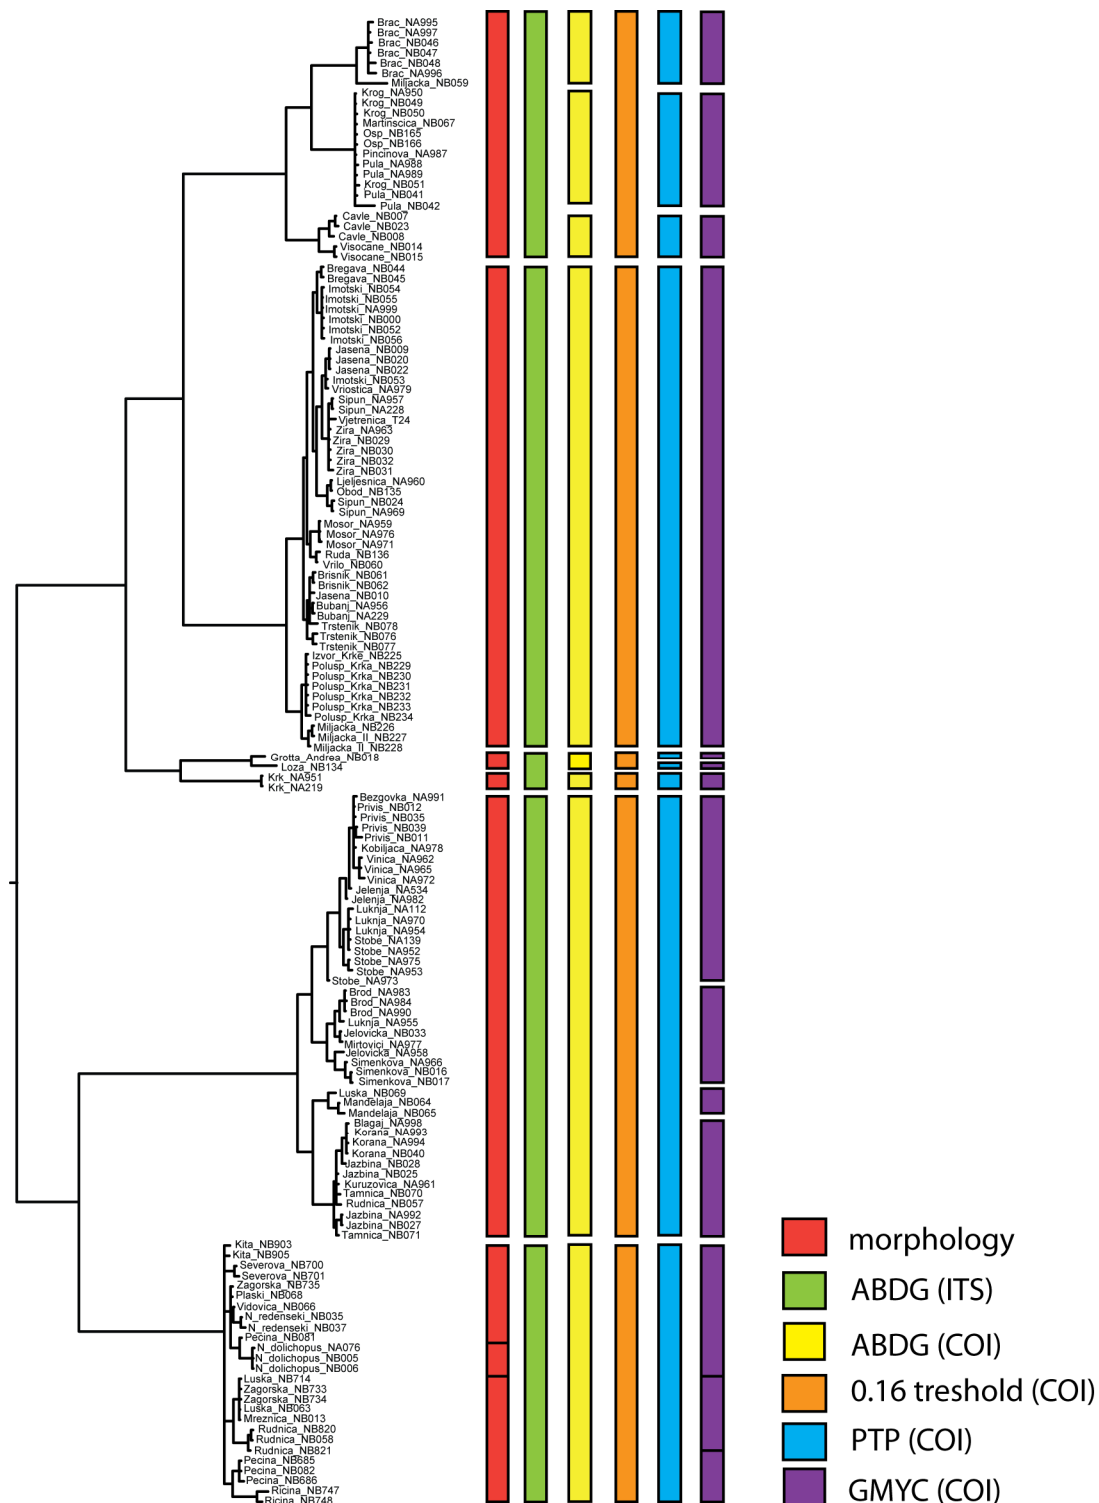 Brac_NA995
Brac_NA997
Brac_NB046
Brac_NB047
Brac_NB048
Brac_NA996
Miljacka_NB059
Krog_NA950
Krog_NB049
Krog_NB050
Martinscica_NB067
Osp_NB165
Osp_NB166
Pincinova_NA987
Pula_NA988
Pula_NA989
Krog_NB051
Pula_NB041
Pula_NB042
Cavle_NB007
Cavle_NB023
Cavle_NB008
Visocane_NB014
Visocane_NB015
Bregava_NB044
Bregava_NB045
Imotski_NB054
Imotski_NB055
Imotski_NA999
Imotski_NB000
Imotski_NB052
Imotski_NB056
Jasena_NB009
Jasena_NB020
Jasena_NB022
Imotski_NB053
Vriostica_NA979
Sipun_NA957
Sipun_NA228
Vjetrenica_T24
Zira_NA963
Zira_NB029
Zira_NB030
Zira_NB032
Zira_NB031
Ljeljesnica_NA960
Obod_NB135
Sipun_NB024
Sipun_NA969
Mosor_NA959
Mosor_NA976
Mosor_NA971
Ruda_NB136
Vrilo_NB060
Brisnik_NB061
Brisnik_NB062
Jasena_NB010
Bubanj_NA956
Bubanj_NA229
Trstenik_NB078
Trstenik_NB076
Trstenik_NB077
Izvor_Krke_NB225
Polusp_Krka_NB229
Polusp_Krka_NB230
Polusp_Krka_NB231
Polusp_Krka_NB232
Polusp_Krka_NB233
Polusp_Krka_NB234
Miljacka_NB226
Miljacka_II_NB227
Miljacka_II_NB228
Grotta_Andrea_NB018
Loza_NB134
Krk_NA951
Krk_NA219
Bezgovka_NA991
Privis_NB012
Privis_NB035
Privis_NB039
Privis_NB011
Kobiljaca_NA978
Vinica_NA962
Vinica_NA965
Vinica_NA972
Jelenja_NA534
Jelenja_NA982
Luknja_NA112
Luknja_NA970
Luknja_NA954
Stobe_NA139
Stobe_NA952
Stobe_NA975
Stobe_NA953
Stobe_NA973
Brod_NA983
Brod_NA984
Brod_NA990
Luknja_NA955
Jelovicka_NB033
Mirtovici_NA977
Jelovicka_NA958
Simenkova_NA966
Simenkova_NB016
Simenkova_NB017
Luska_NB069
Mandelaja_NB064
Mandelaja_NB065
Blagaj_NA998
Korana_NA993
Korana_NA994
Korana_NB040
Jazbina_NB028
Jazbina_NB025
Kuruzovica_NA961
Tamnica_NB070
Rudnica_NB057
Jazbina_NA992
Jazbina_NB027
Tamnica_NB071
Kita_NB903
Kita_NB905
Severova_NB700
Severova_NB701
Zagorska_NB735
Plaski_NB068
Vidovica_NB066
N_redenseki_NB035
N_redenseki_NB037
Pecina_NB081
N_dolichopus_NA076
N_dolichopus_NB005
N_dolichopus_NB006
Luska_NB714
Zagorska_NB733
Zagorska_NB734
Luska_NB063
Mreznica_NB013
Rudnica_NB820
Rudnica_NB058
Rudnica_NB821
Pecina_NB685
Pecina_NB082
Pecina_NB686
Ricina_NB747
Ricina_NB748
morphology
ABDG (ITS)
ABDG (COI)
0.16 treshold (COI)
PTP (COI)
GMYC (COI)